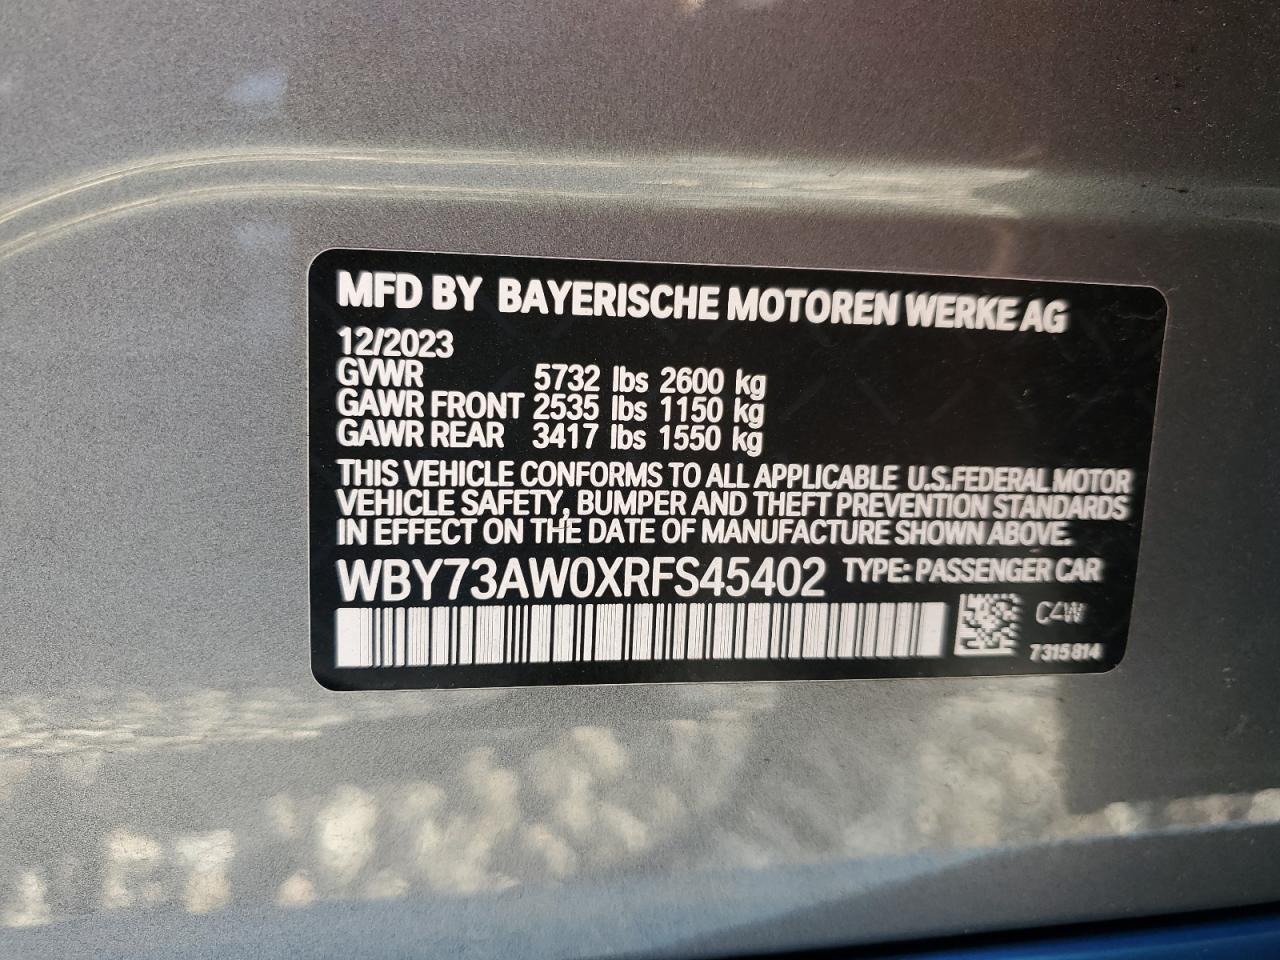 MFD BY BAYERISCHE MOTOREN WERKE AG
12/2023
GVWR 5732 lbs 2600 kg
GAWR FRONT 2535 lbs 1150 kg
GAWR REAR 3417 lbs 1550 kg
THIS VEHICLE CONFORMS TO ALL APPLICABLE U.S.FEDERAL MOTOR
VEHICLE SAFETY, BUMPER AND THEFT PREVENTION STANDARDS
IN EFFECT ON THE DATE OF MANUFACTURE SHOWN ABOVE.
WBY73AW0XRFS45402 TYPE: PASSENGER CAR
C4W
7315814